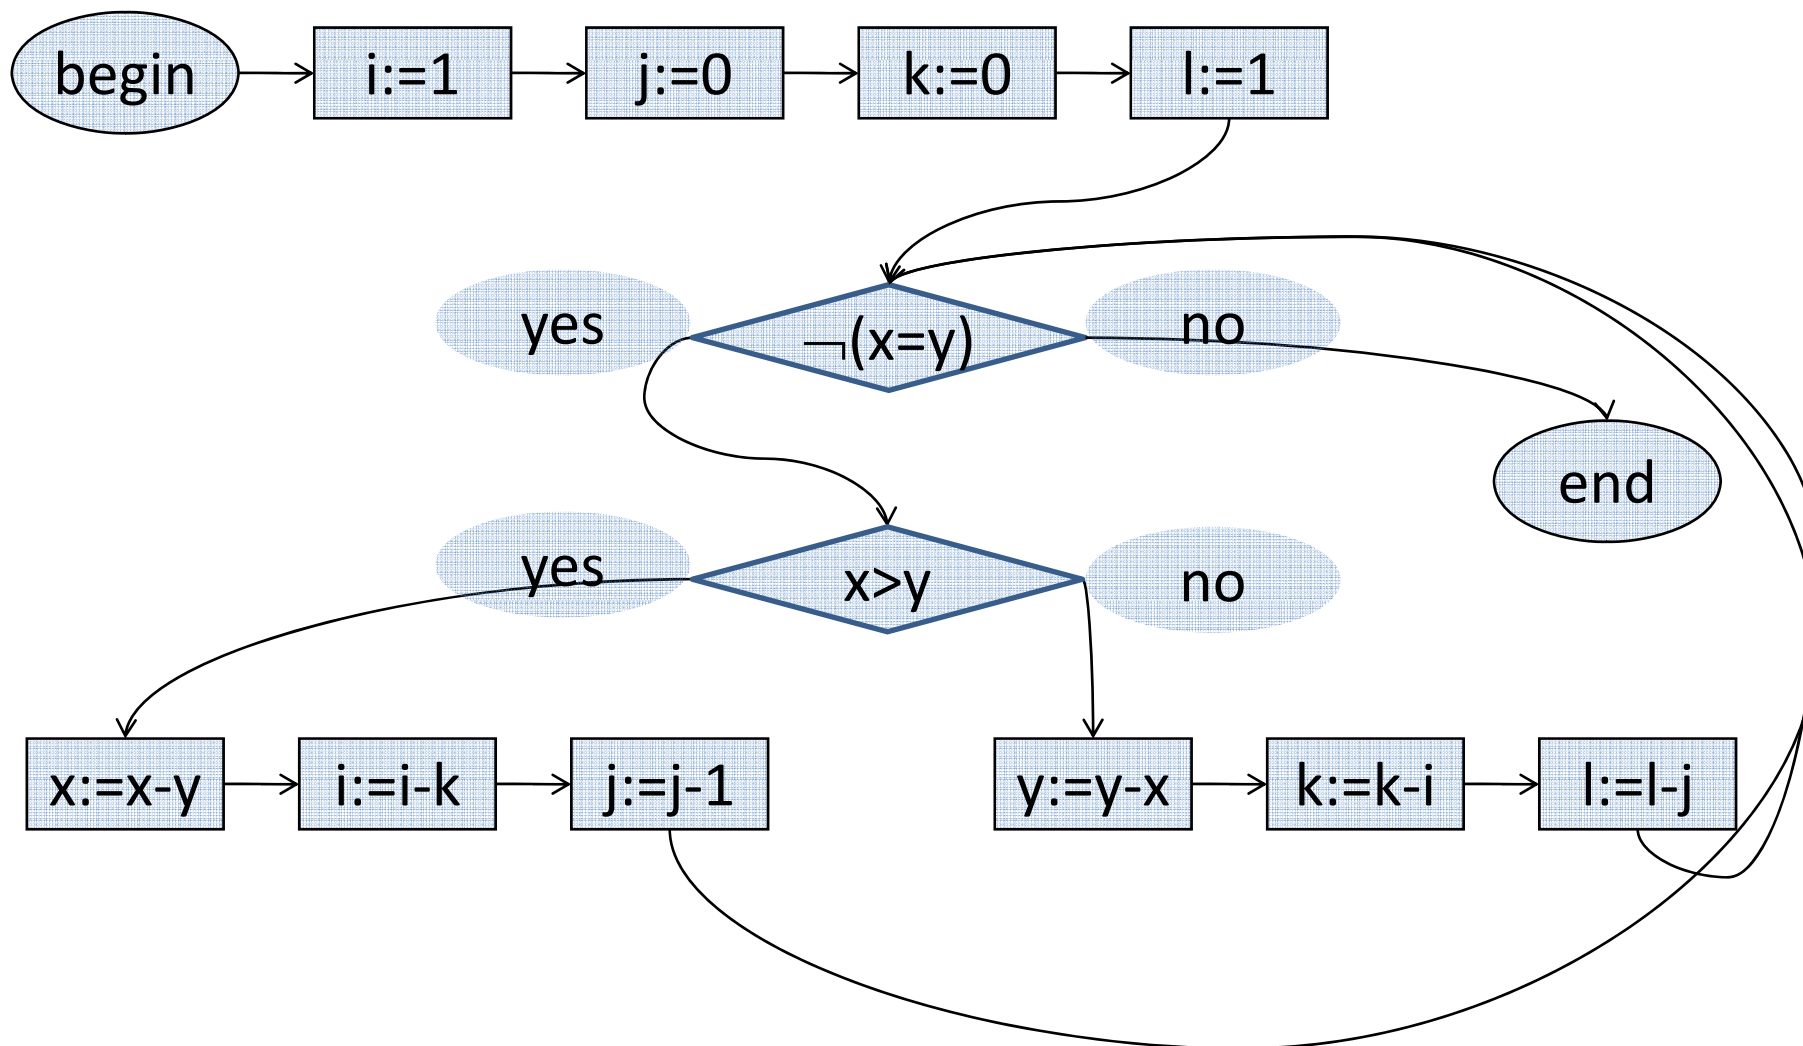 begin
i:=1
j:=0
k:=0
l:=1
yes
¬(x=y)
no
end
yes
x>y
no
x:=x-y
i:=i-k
j:=j-1
y:=y-x
k:=k-i
l:=l-j